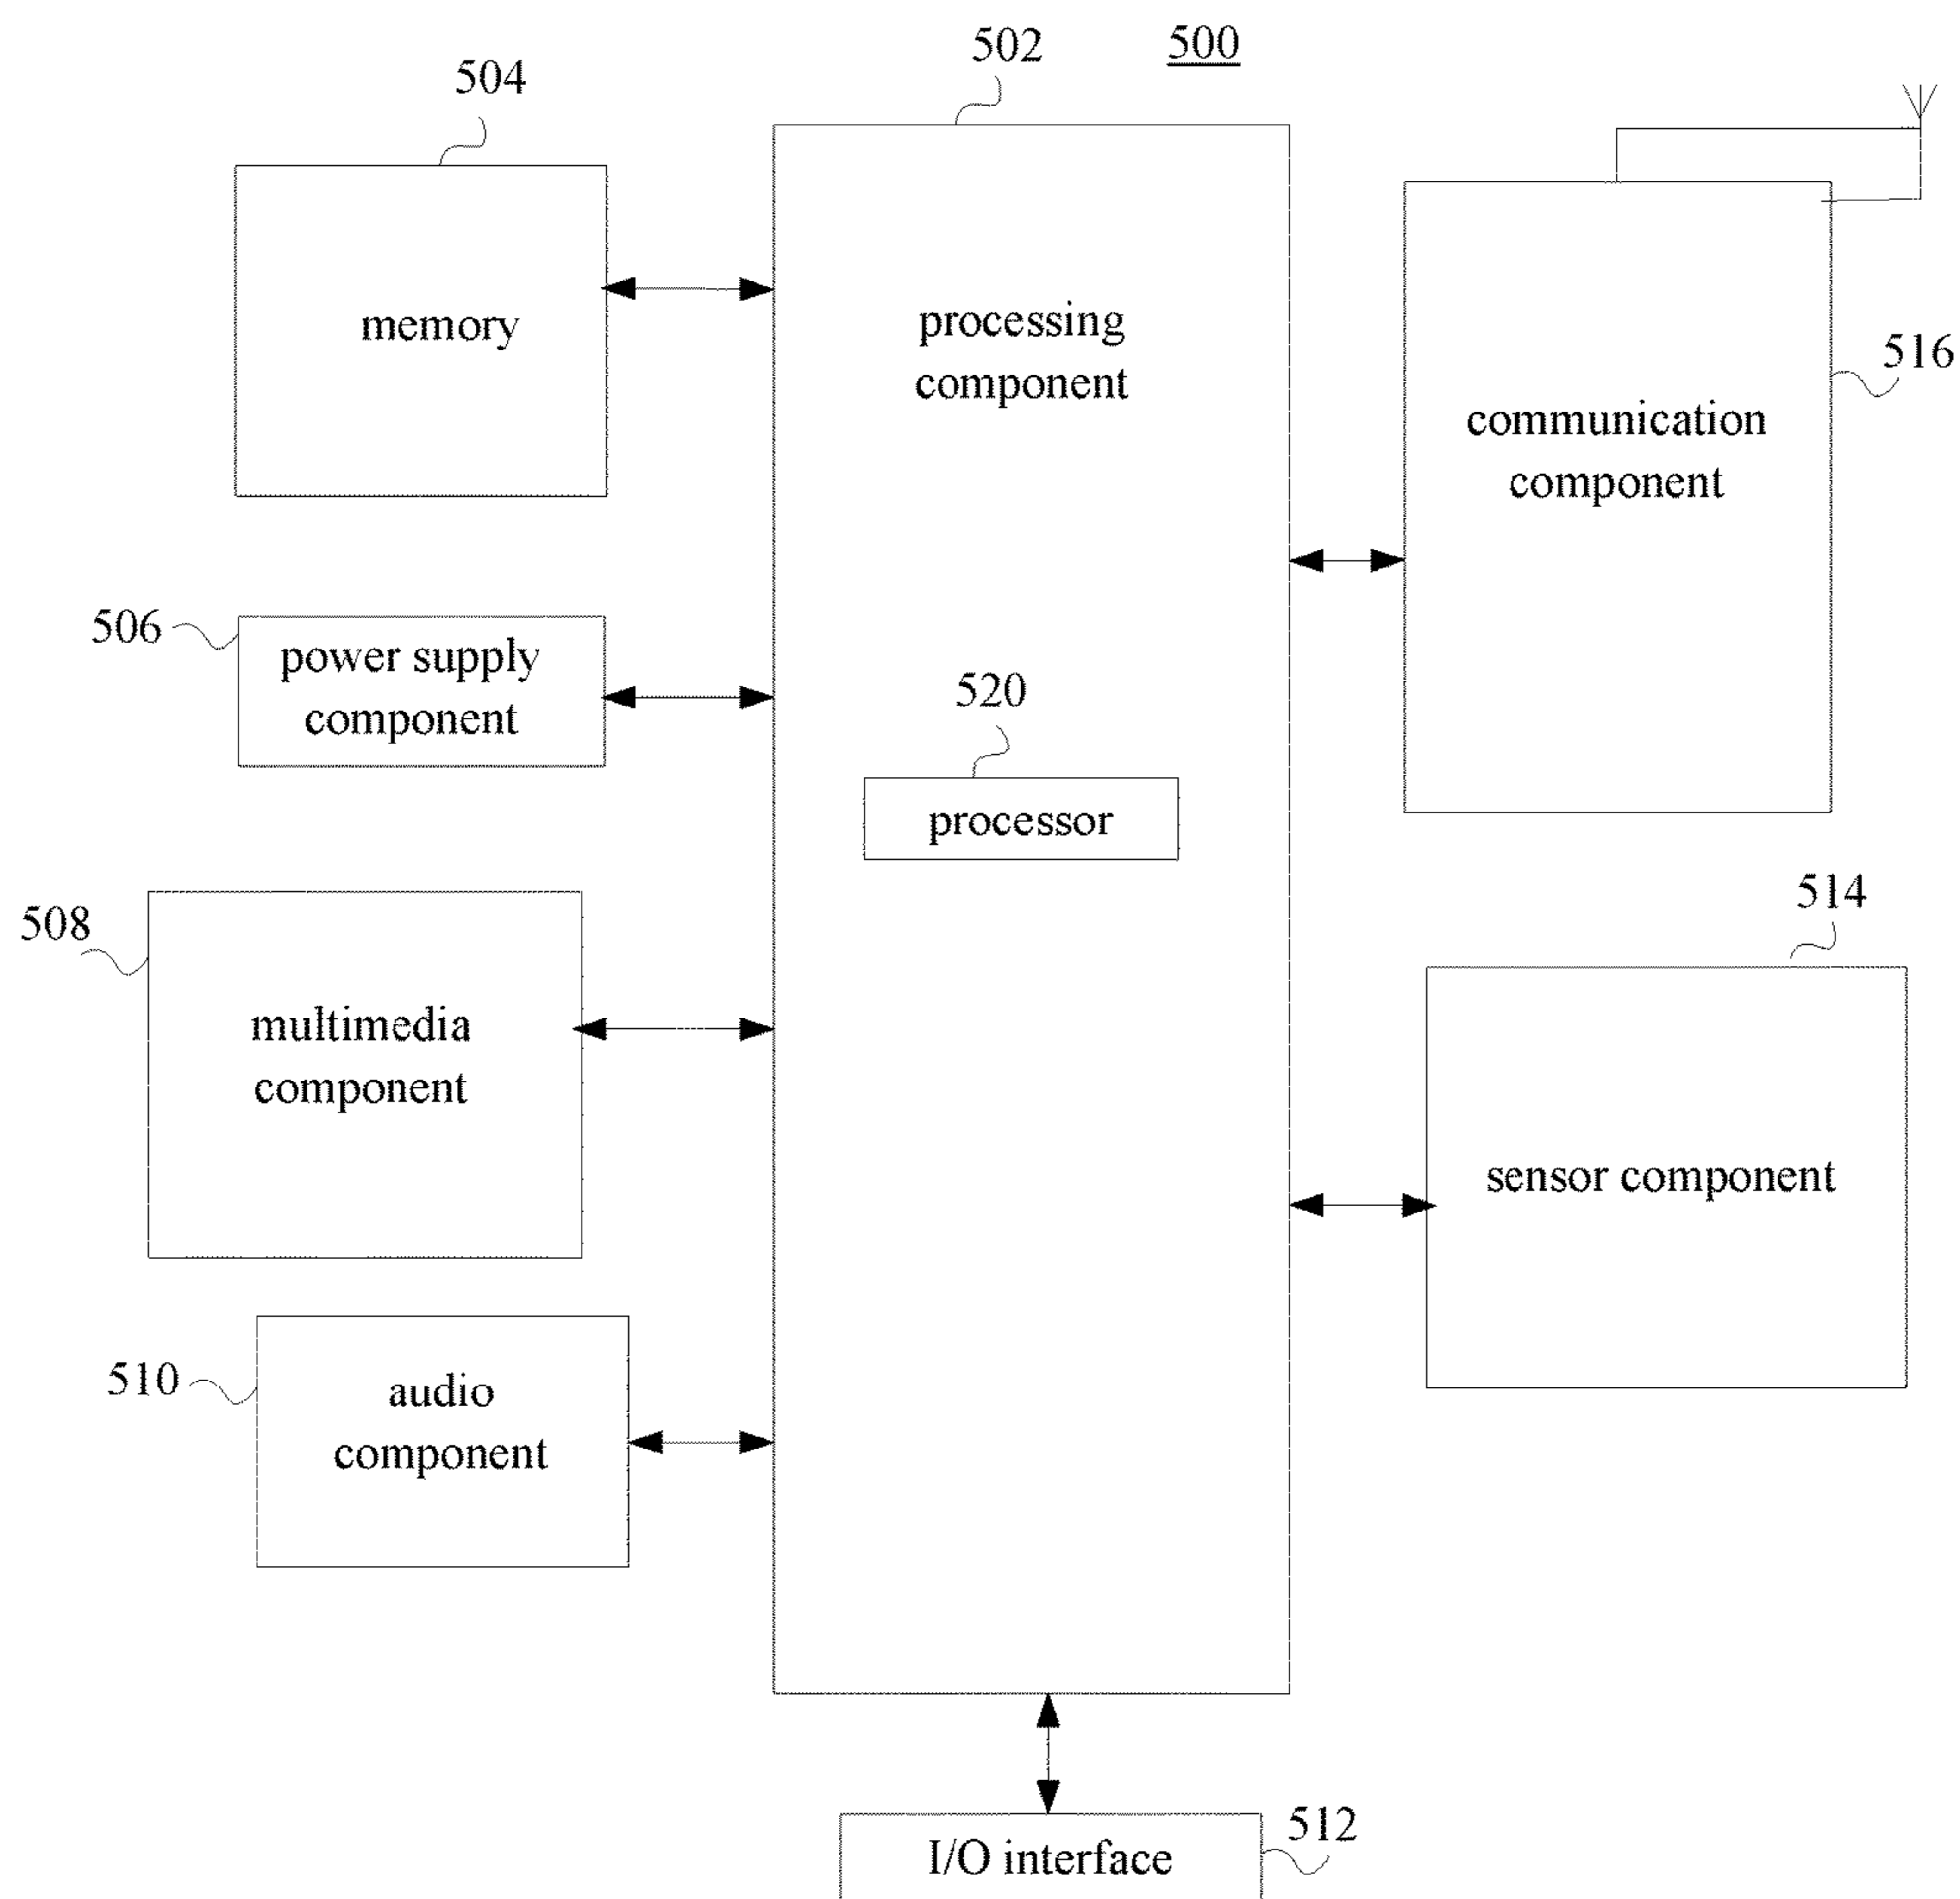 500
502
504
memory
processing
component
communication
component
516
506
power supply
component
520
processor
514
508
multimedia
component
sensor component
510
audio
component
512
I/O interface